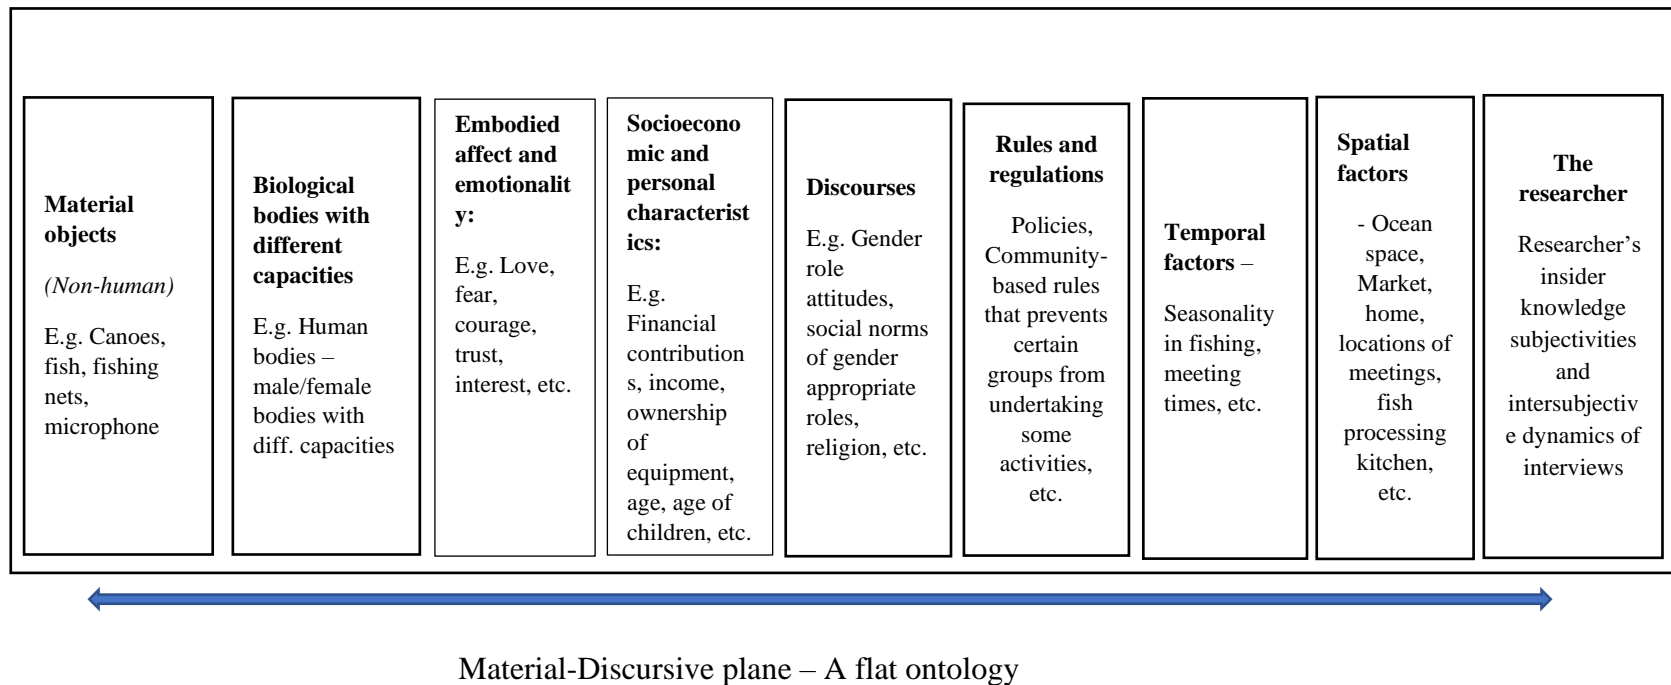 Material
objects
(Non-human)
E.g. Canoes,
fish, fishing
nets,
microphone
Biological
bodies with
different
capacities
E.g. Human
bodies –
male/female
bodies with
diff. capacities
Embodied
affect and
emotionalit
y:
E.g. Love,
fear,
courage,
trust,
interest, etc.
Socioecono
mic and
personal
characterist
ics:
E.g.
Financial
contribution
s, income,
ownership
of
equipment,
age, age of
children, etc.
Discourses
E.g. Gender
role
attitudes,
social norms
of gender
appropriate
roles,
religion, etc.
Rules and
regulations
Policies,
Community-
based rules
that prevents
certain
groups from
undertaking
some
activities,
etc.
Temporal
factors –
Seasonality
in fishing,
meeting
times, etc.
Spatial
factors
- Ocean
space,
Market,
home,
locations of
meetings,
fish
processing
kitchen,
etc.
The
researcher
Researcher’s
insider
knowledge
subjectivities
and
intersubjectiv
e dynamics of
interviews
Material-Discursive plane – A flat ontology